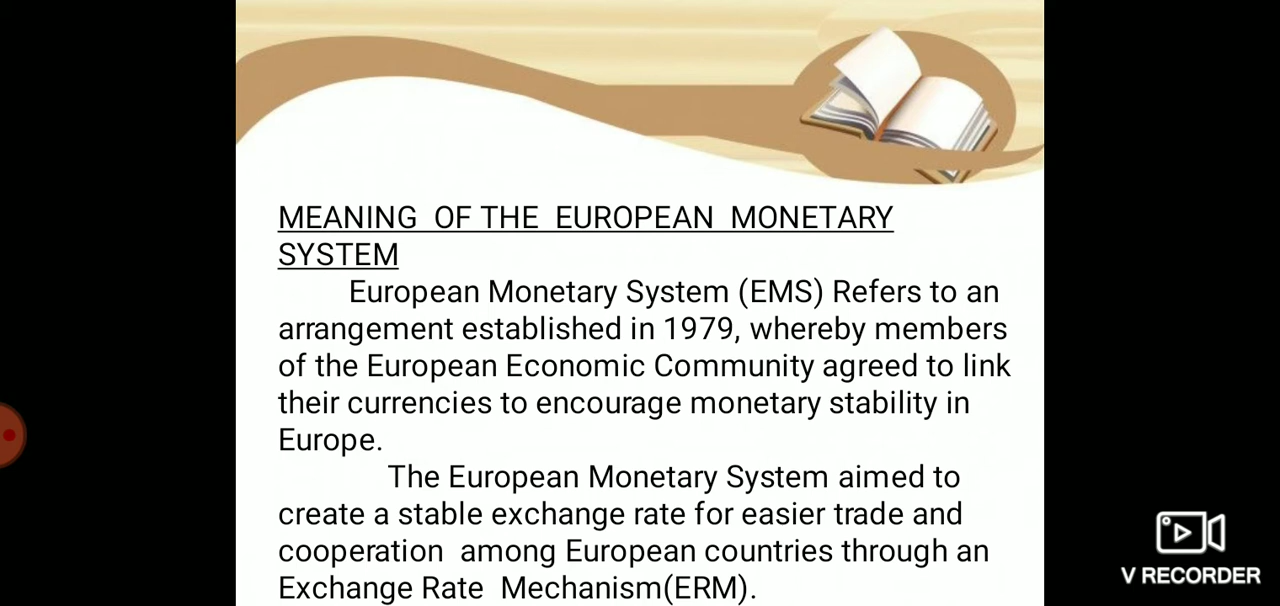 MEANING OF THE EUROPEAN MONETARY
SYSTEM
European Monetary System (EMS) Refers to an
arrangement established in 1979, whereby members
of the European Economic Community agreed to link
their currencies to encourage monetary stability in
Europe.
The European Monetary System aimed to
create a stable exchange rate for easier trade and
cooperation among European countries through an
Exchange Rate Mechanism(ERM).
V RECORDER